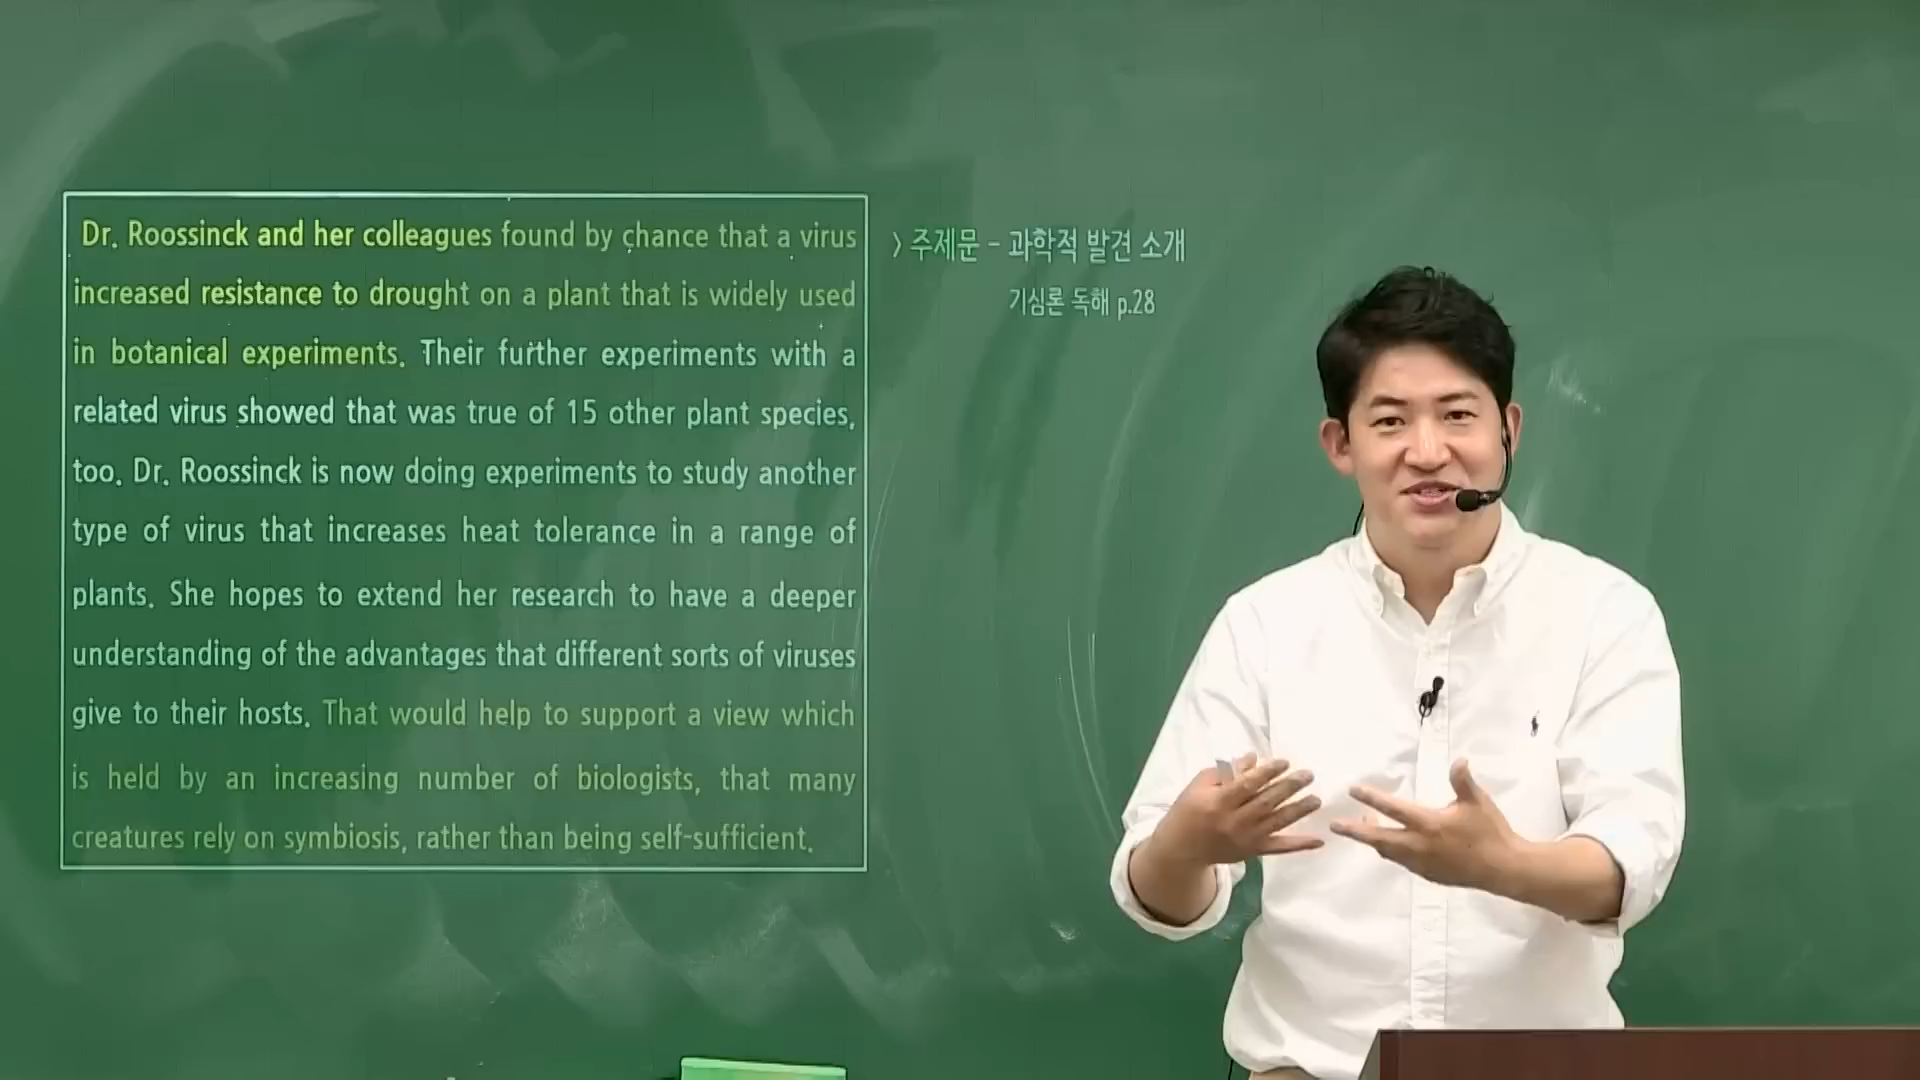 Dr. Roossinck and her colleagues found by chance that a virus
increased resistance to drought on a plant that is widely used
in botanical experiments. Their further experiments with a
related virus showed that was true of 15 other plant species,
too. Dr. Roossinck is now doing experiments to study another
type of virus that increases heat tolerance in a range of
plants. She hopes to extend her research to have a deeper
understanding of the advantages that different sorts of viruses
give to their hosts. That would help to support a view which
is held by an increasing number of biologists, that many
creatures rely on symbiosis, rather than being self-sufficient.
> 주제문 - 과학적 발견 소개
기심론 독해 p.28